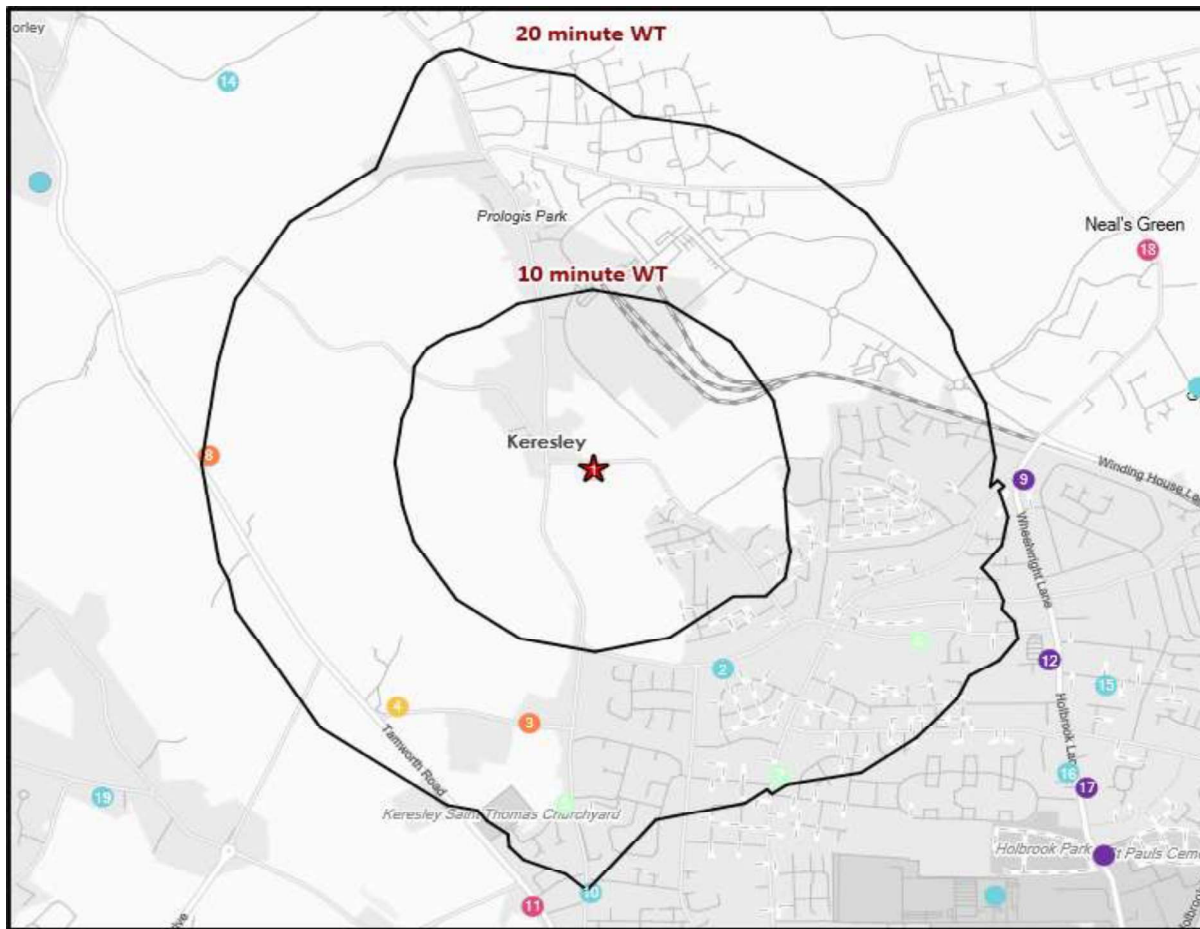 orley
20 minute WT
14
Prologis Park
Neal's Green
18
10 minute WT
Keresley
1
8
9
Winding House La
Wheelwright Lane
12
2
15
4
3
Holbrook Lane
Tamworth Road
16
17
19
Keresley Saint Thomas Churchyard
Holbrook Park
St Pauls Cem
10
11